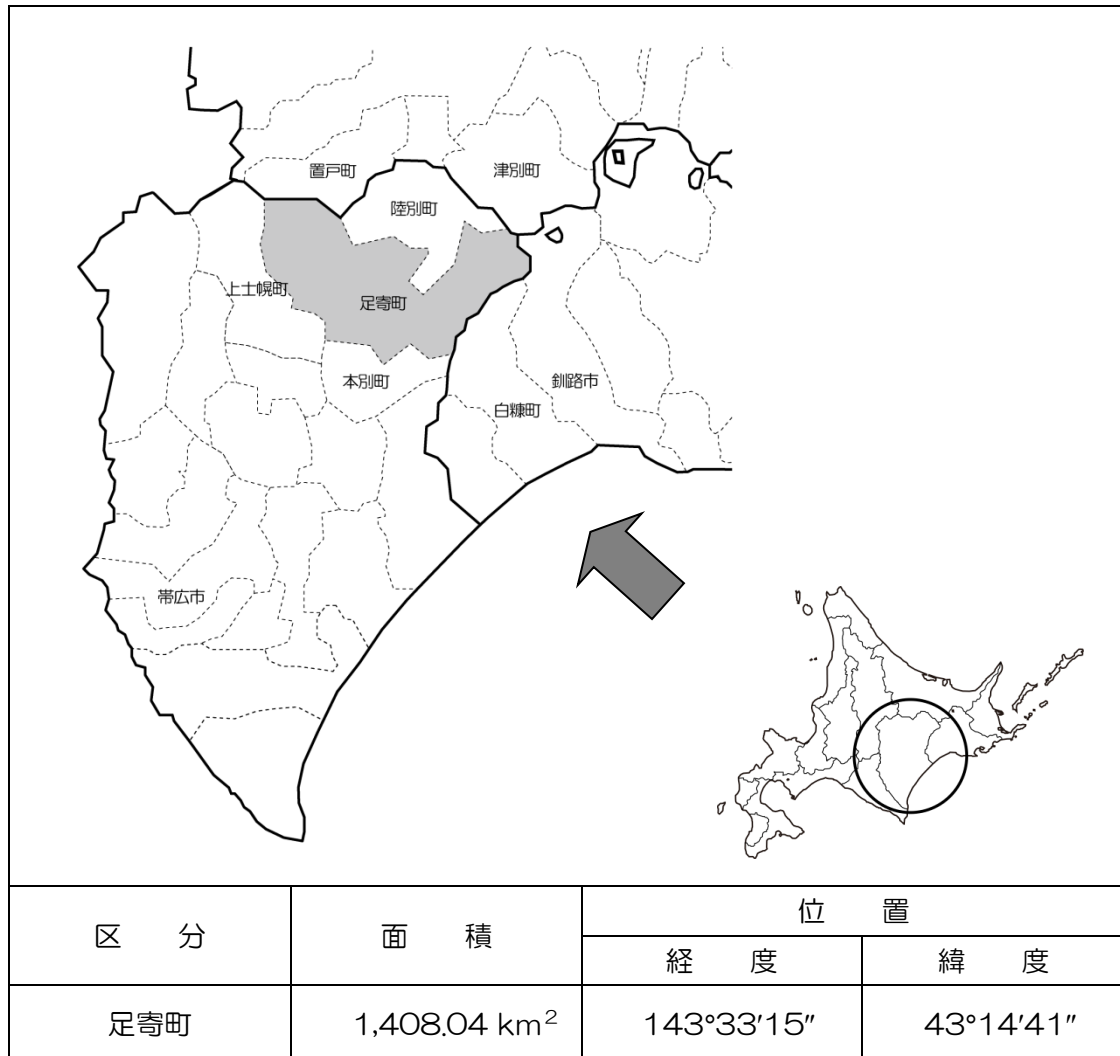 置戸町
津別町
陸別町
上士幌町
足寄町
本別町
釧路市
白糠町
帯広市
区 分
面 積
位 置
経 度
緯 度
足寄町
1,408.04 km²
143°33′15″
43°14′41″